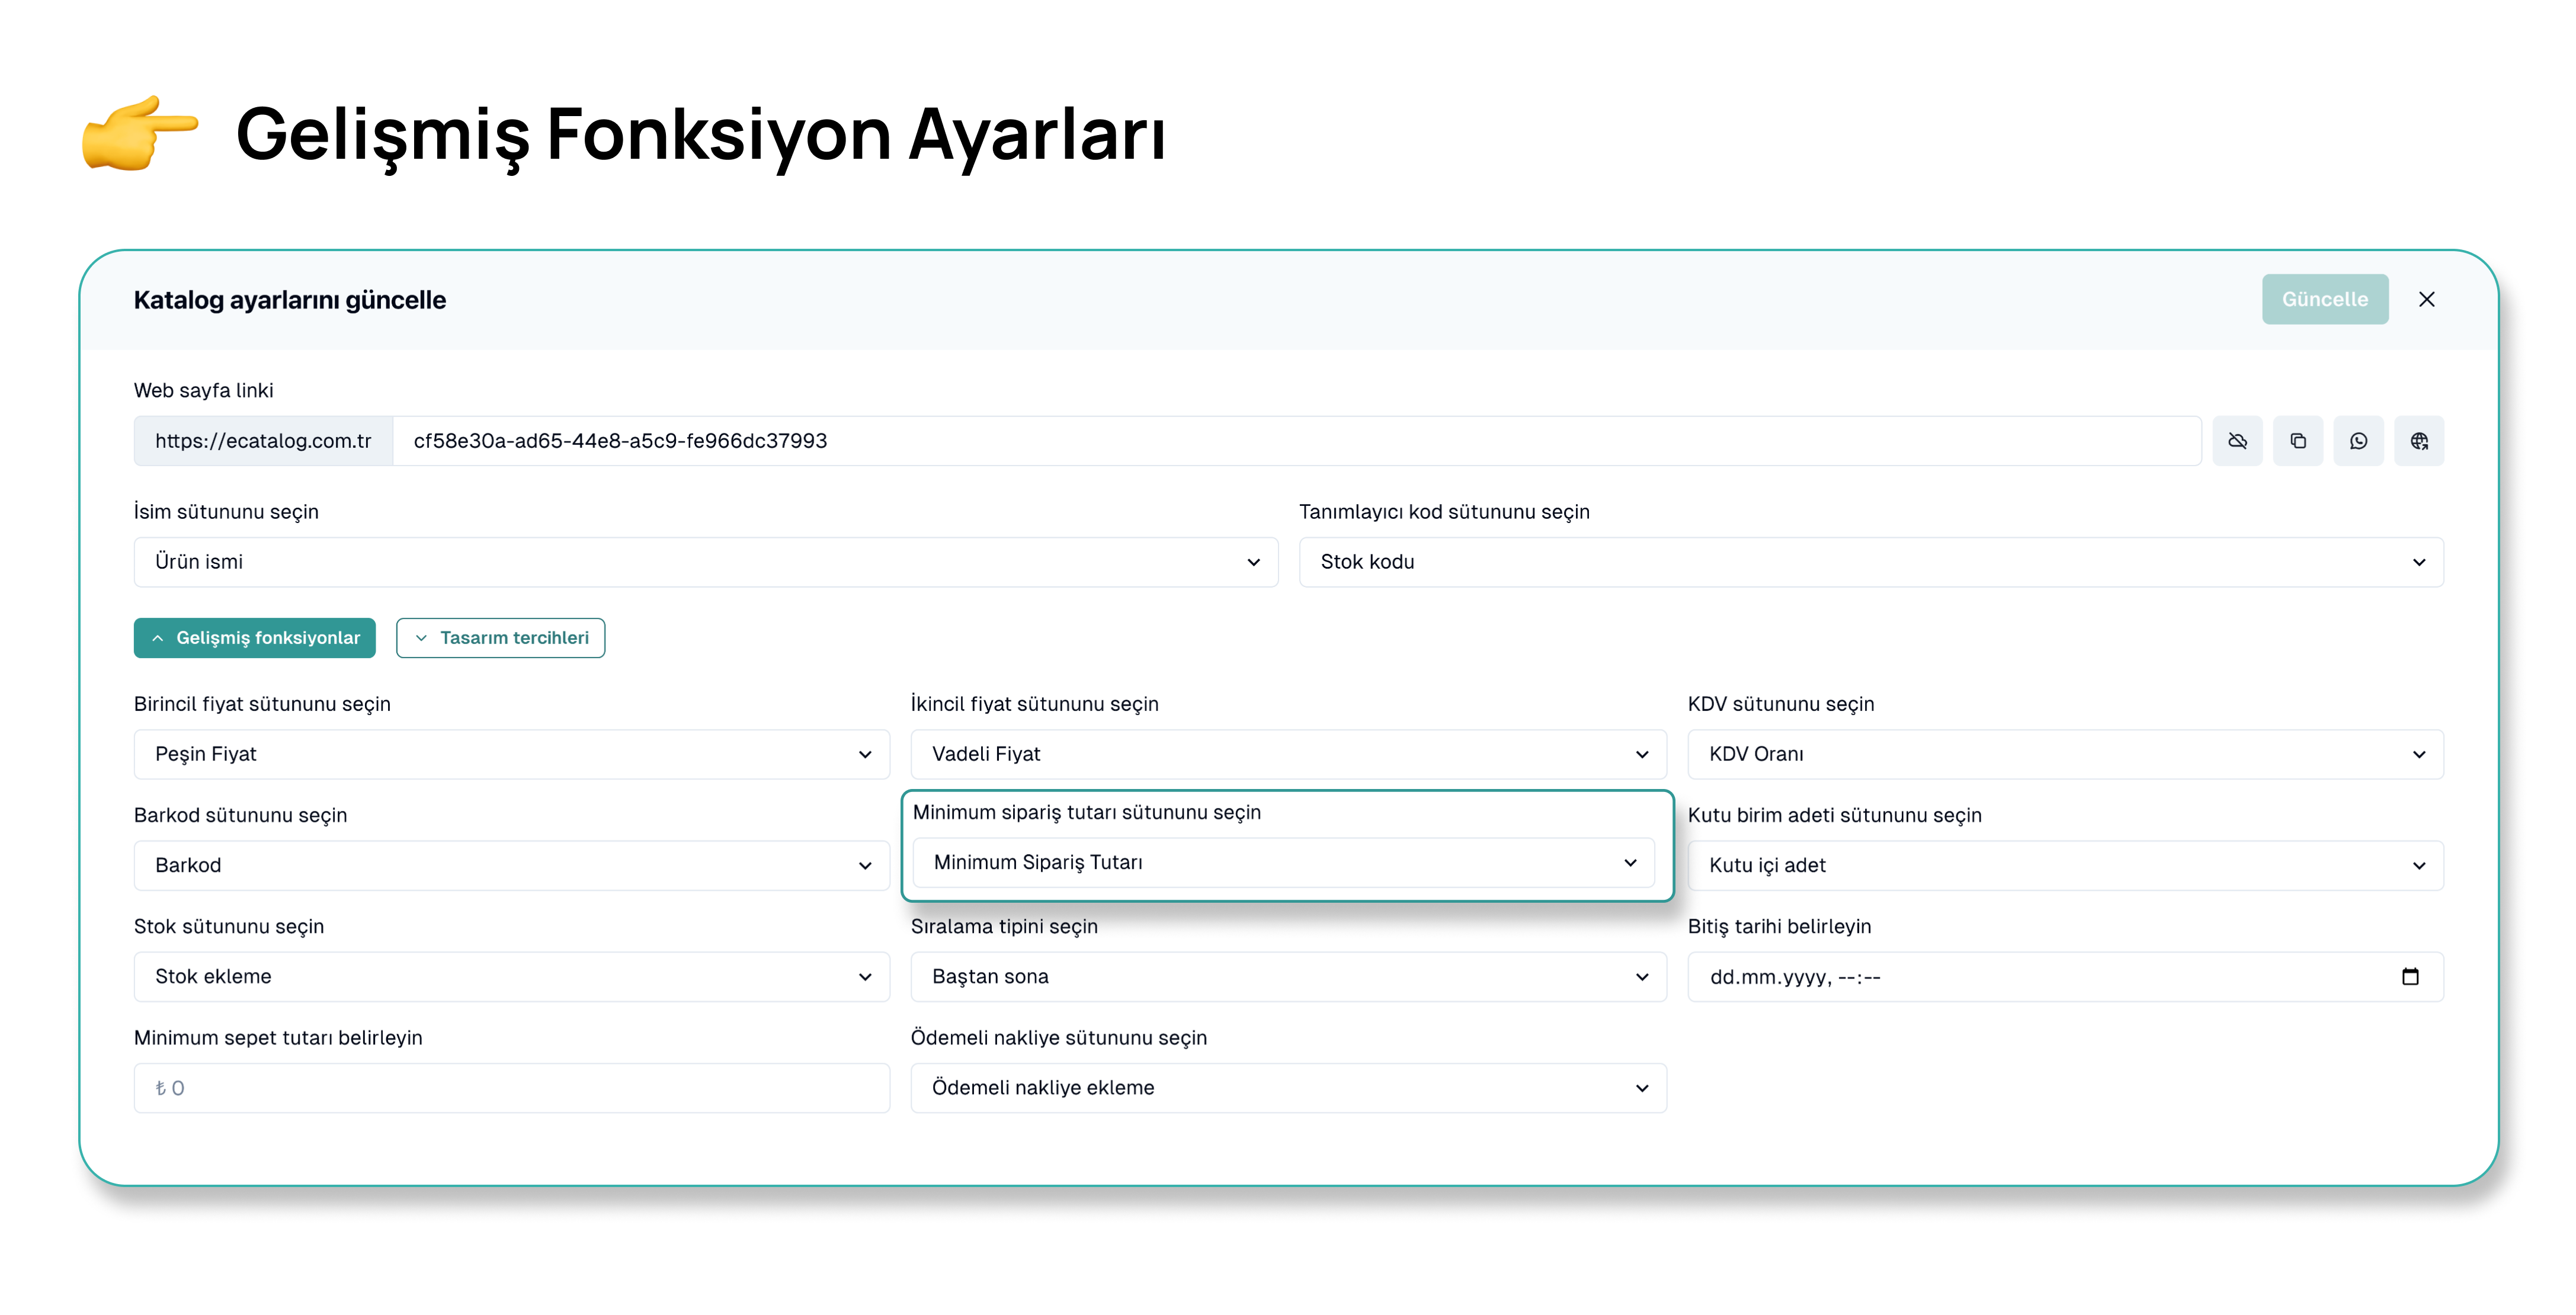 Gelişmiş Fonksiyon Ayarları
Katalog ayarlarını güncelle
Güncelle
Web sayfa linki
https://ecatalog.com.tr
cf58e30a-ad65-44e8-a5c9-fe966dc37993
İsim sütununu seçin
Tanımlayıcı kod sütununu seçin
Ürün ismi
Stok kodu
Gelişmiş fonksiyonlar
Tasarım tercihleri
Birincil fiyat sütununu seçin
İkincil fiyat sütununu seçin
KDV sütununu seçin
Peşin Fiyat
Vadeli Fiyat
KDV Oranı
Barkod sütununu seçin
Minimum sipariş tutarı sütununu seçin
Kutu birim adeti sütununu seçin
Barkod
Minimum Sipariş Tutarı
Kutu içi adet
Stok sütununu seçin
Sıralama tipini seçin
Bitiş tarihi belirleyin
Stok ekleme
Baştan sona
dd.mm.yyyy, --:--
Minimum sepet tutarı belirleyin
Ödemeli nakliye sütununu seçin
₺ 0
Ödemeli nakliye ekleme